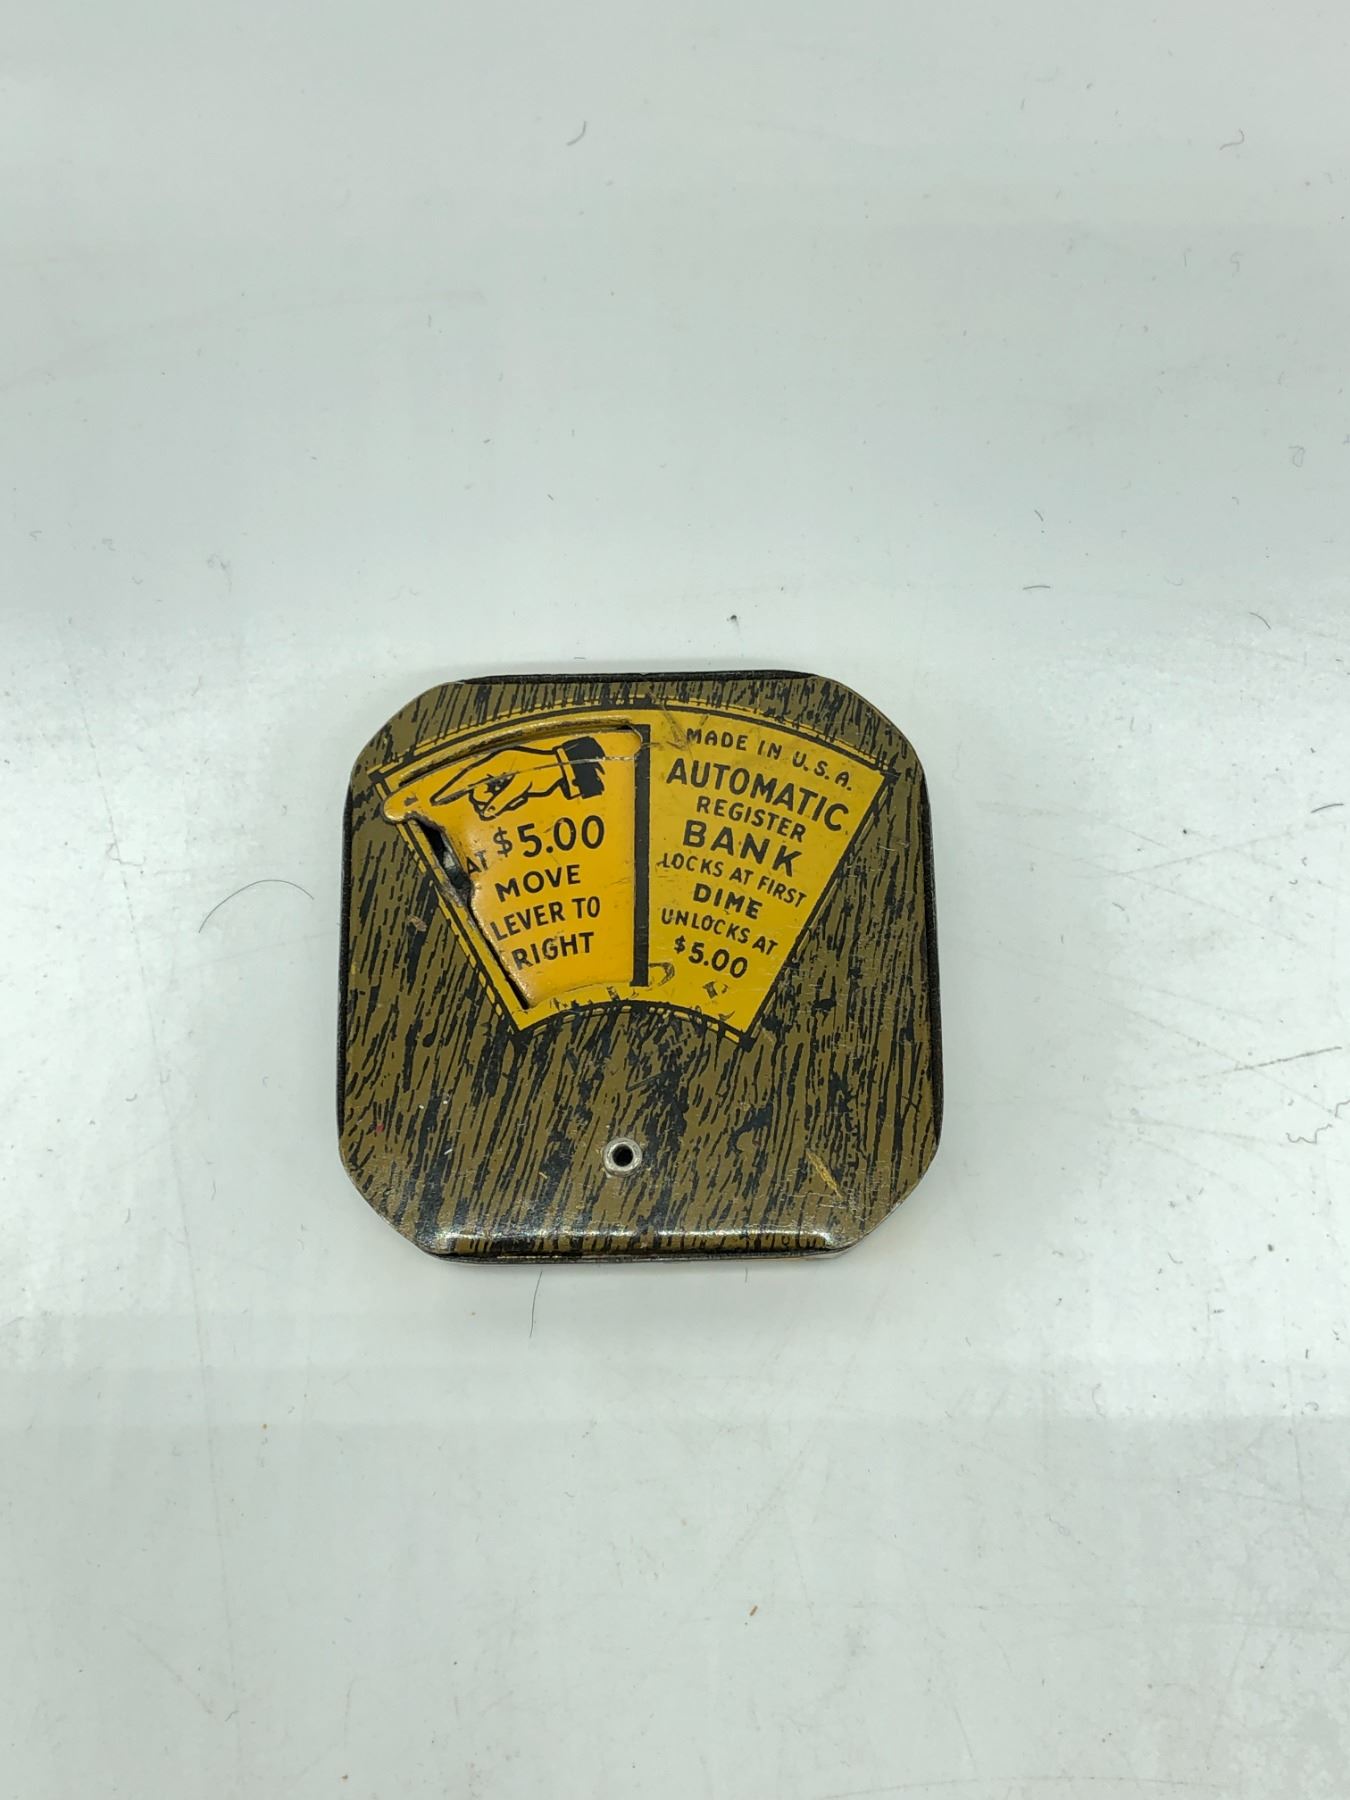 AT $5.00
MOVE
LEVER TO
RIGHT
MADE IN U.S.A.
AUTOMATIC
REGISTER
BANK
LOCKS AT FIRST
DIME
UNLOCKS AT
$5.00